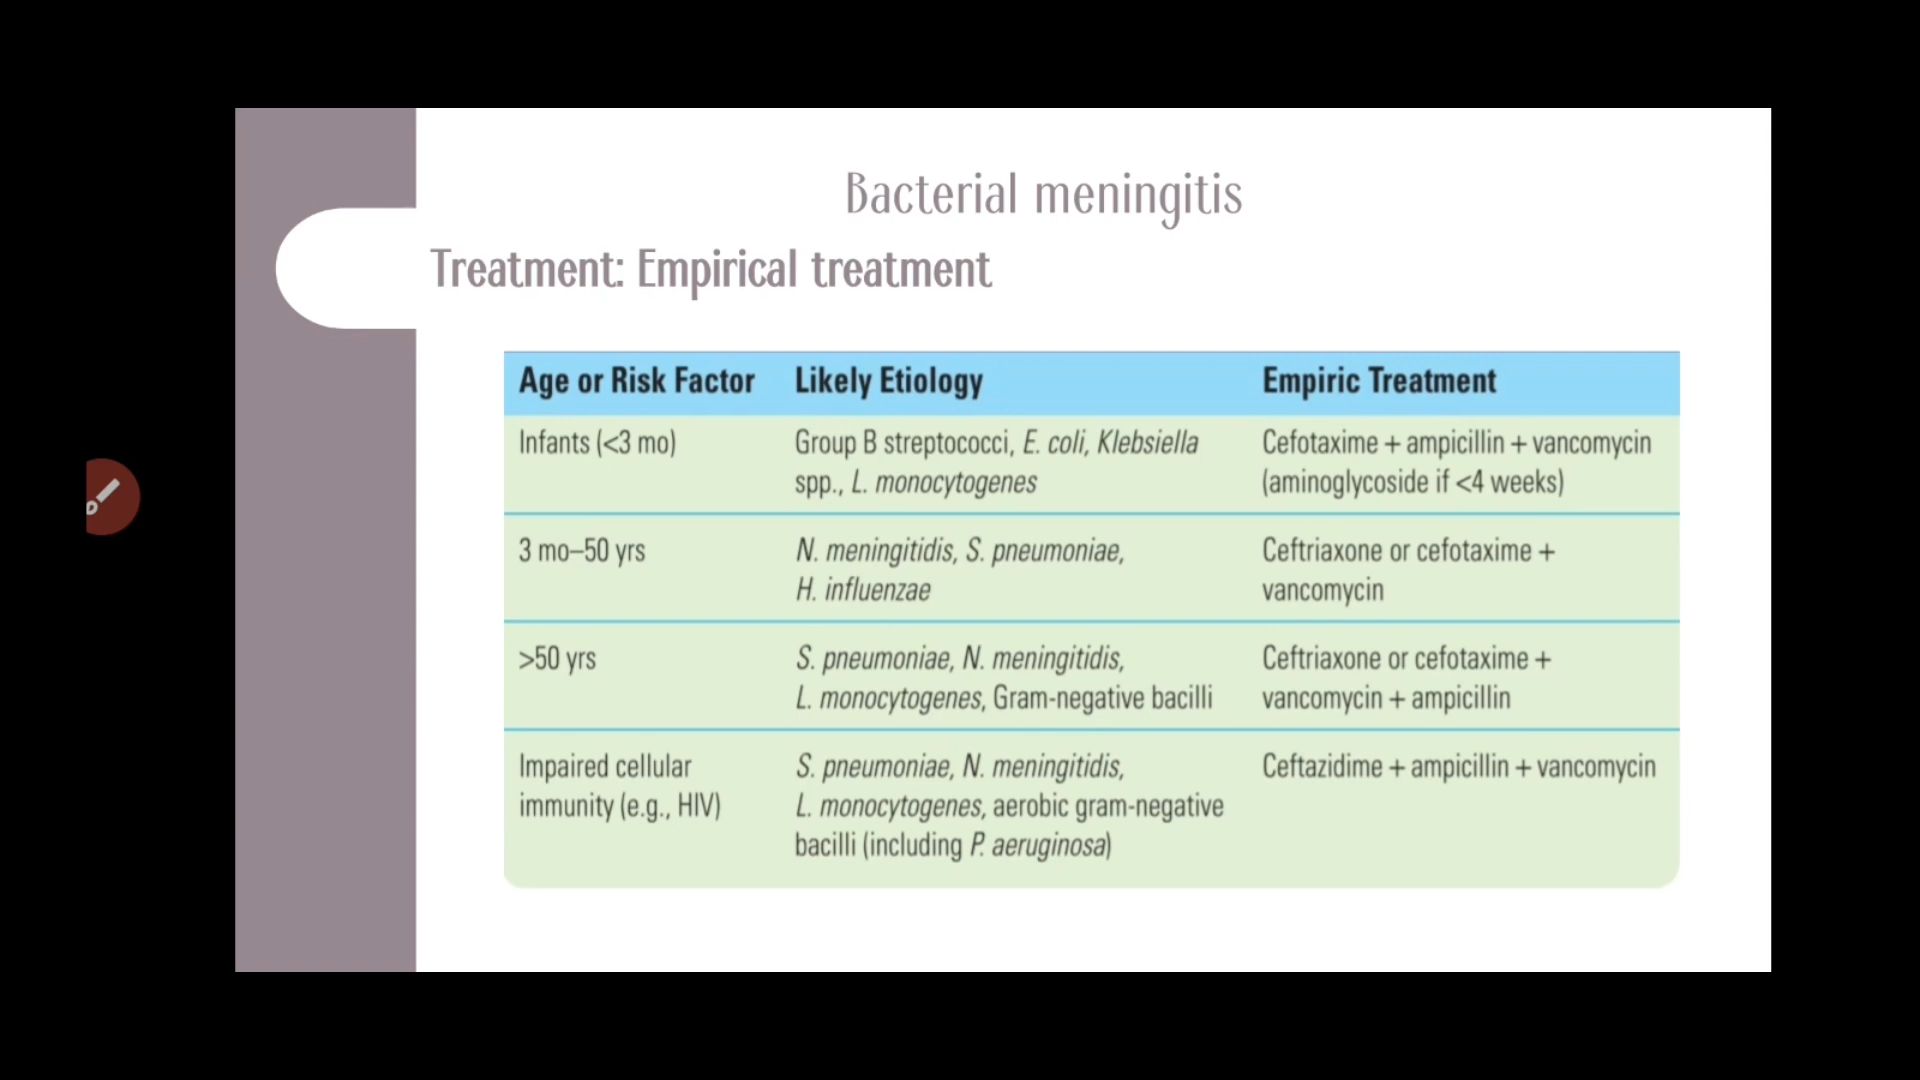 Bacterial meningitis
Treatment: Empirical treatment
Age or Risk Factor Likely Etiology Empiric Treatment
Infants (<3 mo) Group B streptococci, E. coli, Klebsiella Cefotaxime + ampicillin + vancomycin
spp., L. monocytogenes (aminoglycoside if <4 weeks)
3 mo–50 yrs N. meningitidis, S. pneumoniae, Ceftriaxone or cefotaxime +
H. influenzae vancomycin
>50 yrs S. pneumoniae, N. meningitidis, Ceftriaxone or cefotaxime +
L. monocytogenes, Gram-negative bacilli vancomycin + ampicillin
Impaired cellular S. pneumoniae, N. meningitidis, Ceftazidime + ampicillin + vancomycin
immunity (e.g., HIV) L. monocytogenes, aerobic gram-negative
bacilli (including P. aeruginosa)